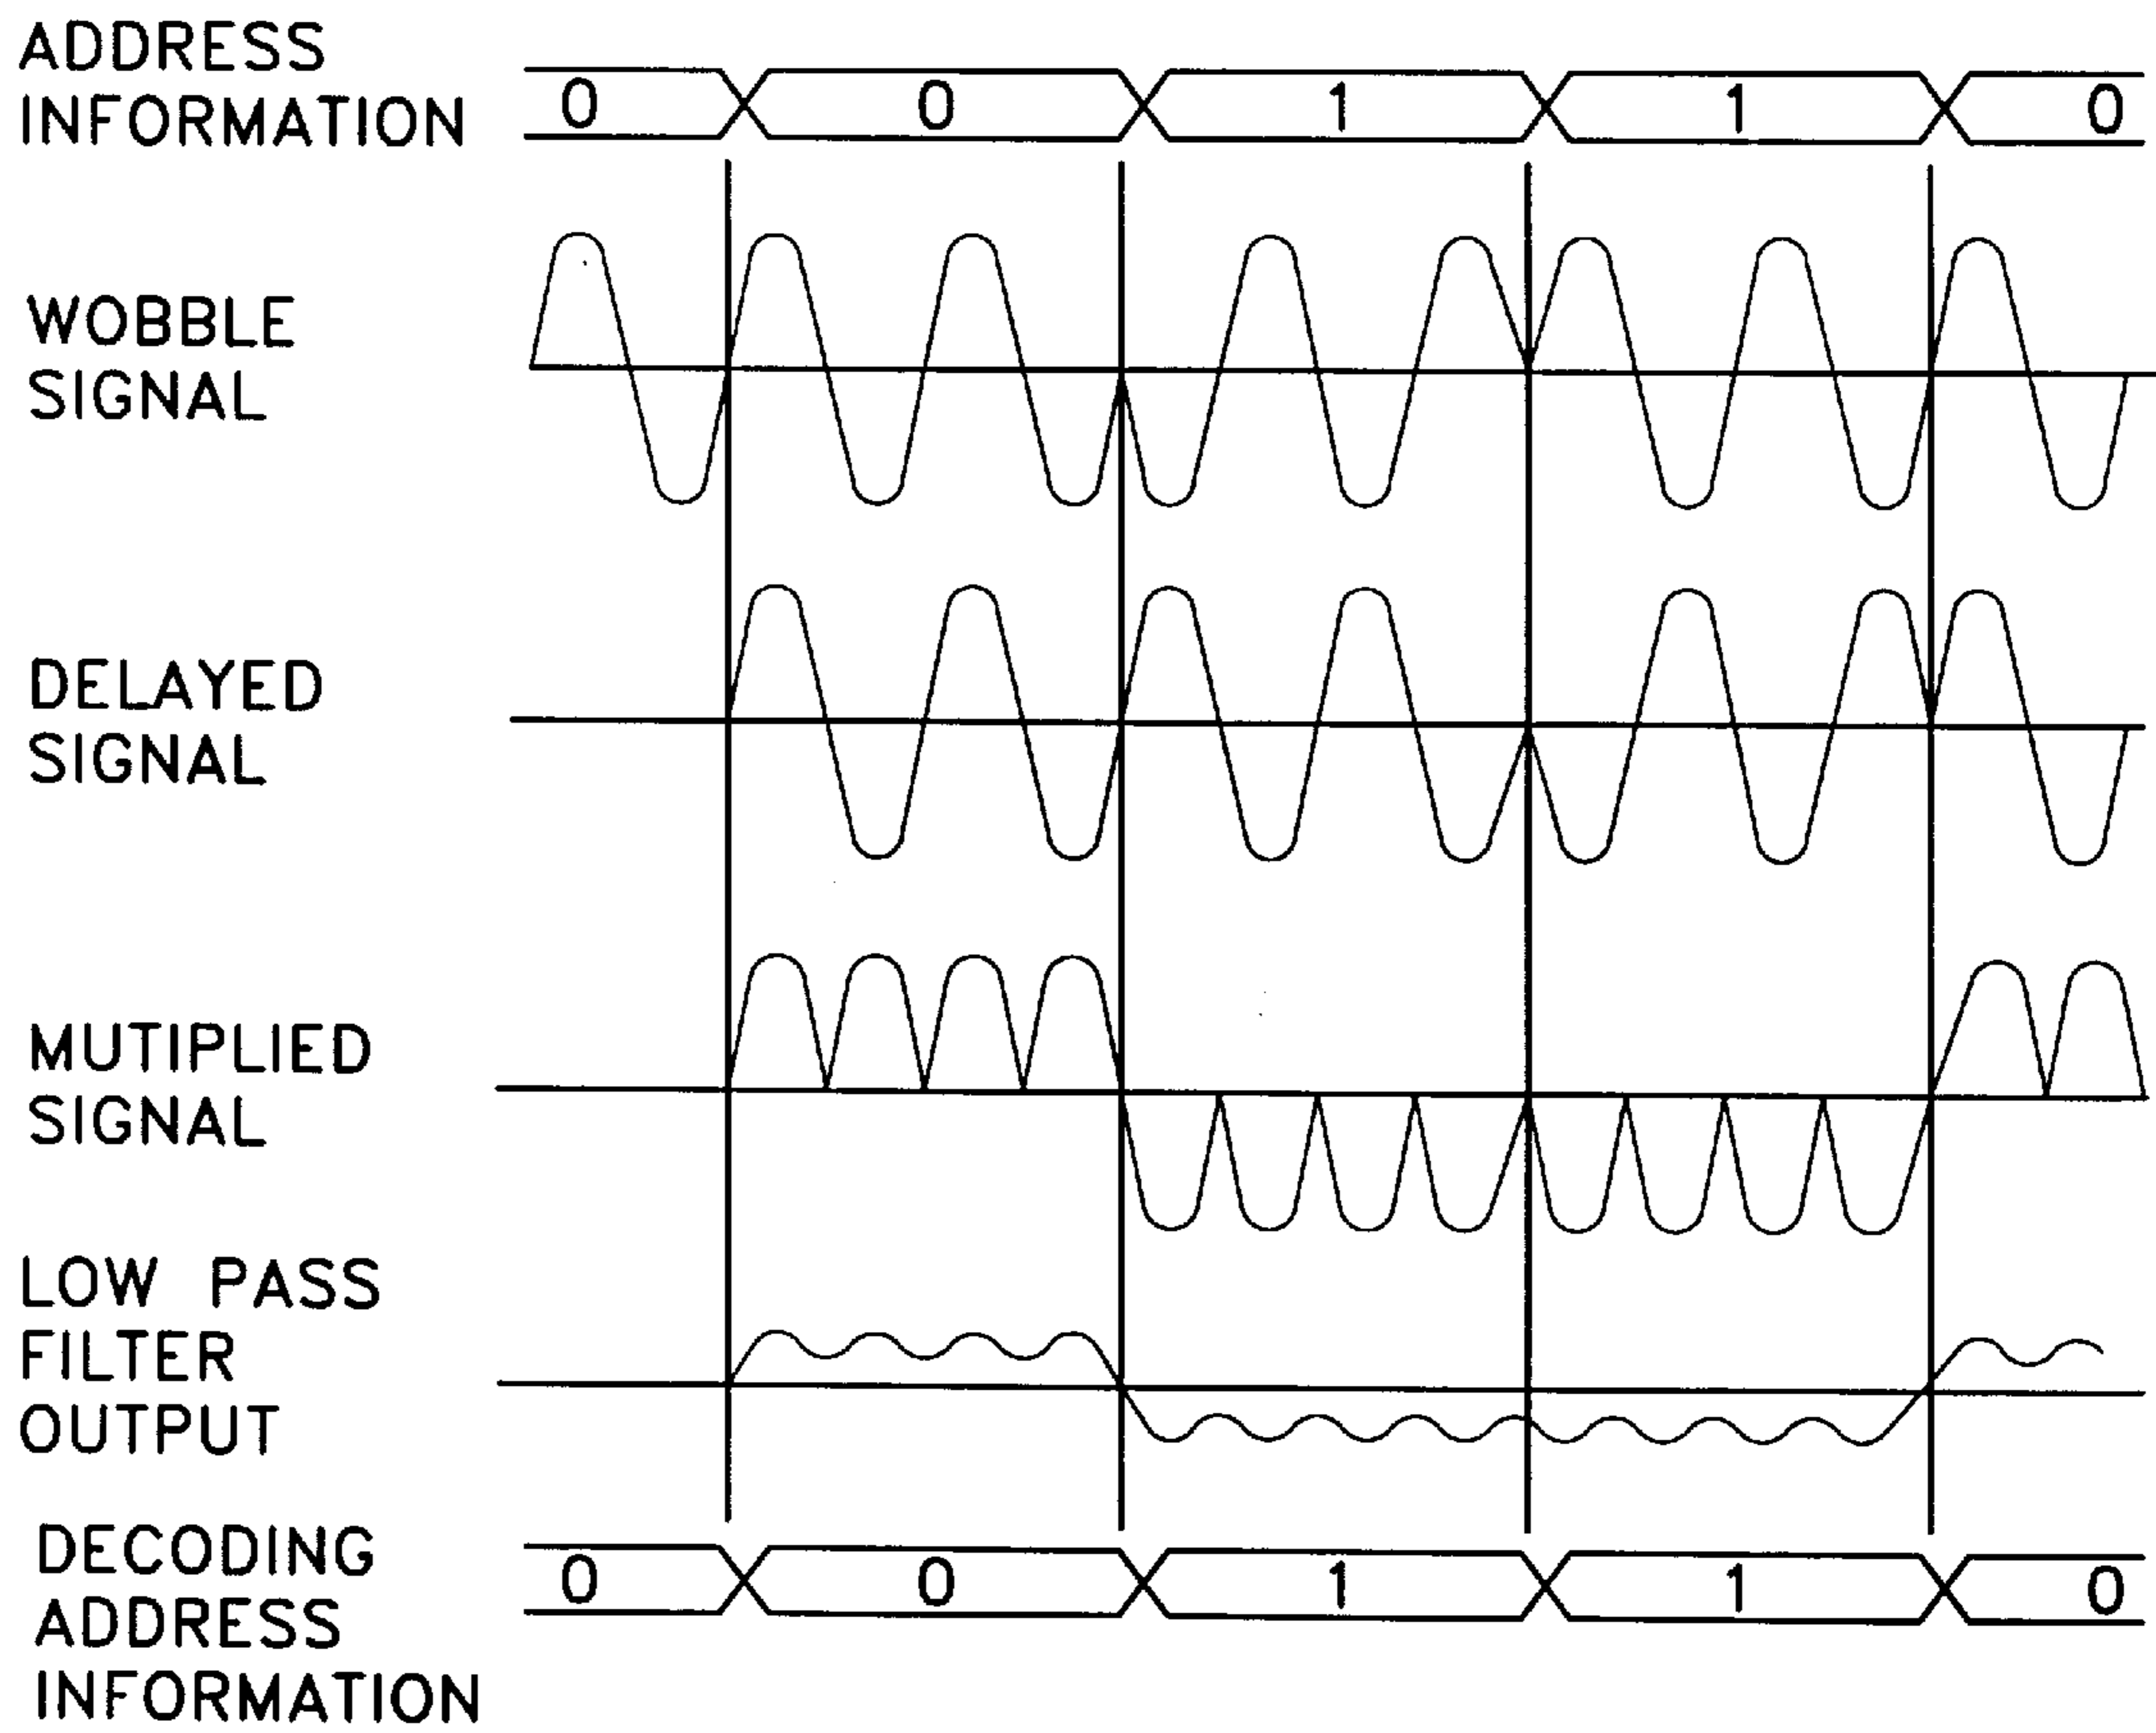 ADDRESS
INFORMATION
0 0 1 1 0
WOBBLE
SIGNAL
DELAYED
SIGNAL
MUTIPLIED
SIGNAL
LOW PASS
FILTER
OUTPUT
DECODING
ADDRESS
INFORMATION
0 0 1 1 0